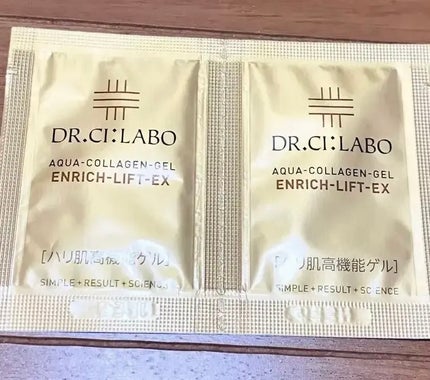 DR.CI:LABO
AQUA-COLLAGEN-GEL
ENRICH-LIFT-EX
[ハリ肌高機能ゲル]
SIMPLE+RESULT+SCIENCE
DR.CI:LABO
AQUA-COLLAGEN-GEL
ENRICH-LIFT-EX
[ハリ肌高機能ゲル]
SIMPLE+RESULT+SCIENCE